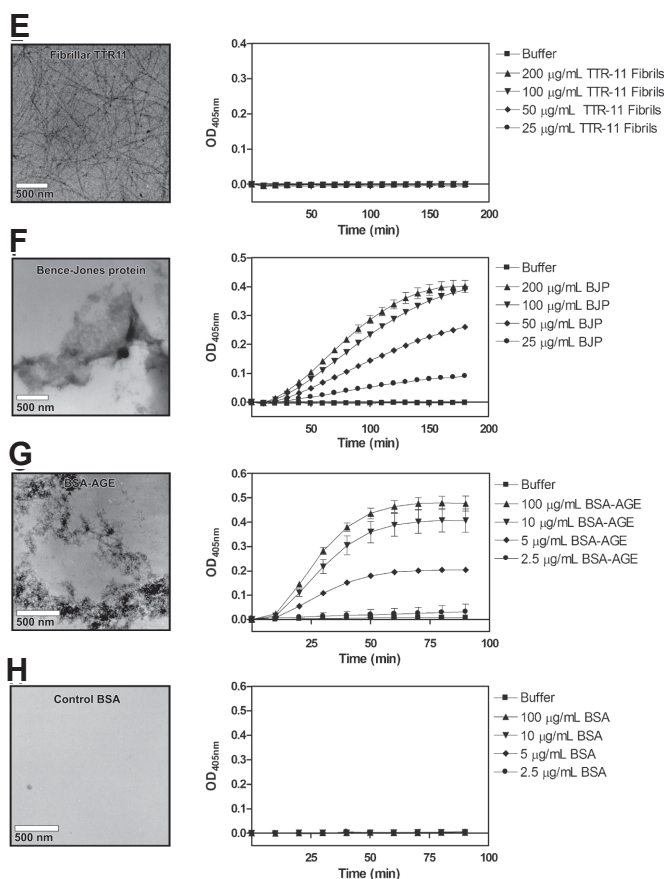 E
Fibrillar TTR11
500 nm
OD405nm
0.4
0.3
0.2
0.1
0.0
50 100 150 200
Time (min)
Buffer
200 µg/mL TTR-11 Fibrils
100 µg/mL TTR-11 Fibrils
50 µg/mL TTR-11 Fibrils
25 µg/mL TTR-11 Fibrils
F
Bence-Jones protein
500 nm
OD405nm
0.5
0.4
0.3
0.2
0.1
0.0
50 100 150 200
Time (min)
Buffer
200 µg/mL BJP
100 µg/mL BJP
50 µg/mL BJP
25 µg/mL BJP
G
BSA-AGE
500 nm
OD405nm
0.6
0.5
0.4
0.3
0.2
0.1
0.0
25 50 75 100
Time (min)
Buffer
100 µg/mL BSA-AGE
10 µg/mL BSA-AGE
5 µg/mL BSA-AGE
2.5 µg/mL BSA-AGE
H
Control BSA
500 nm
OD405nm
0.6
0.5
0.4
0.3
0.2
0.1
0.0
25 50 75 100
Time (min)
Buffer
100 µg/mL BSA
10 µg/mL BSA
5 µg/mL BSA
2.5 µg/mL BSA